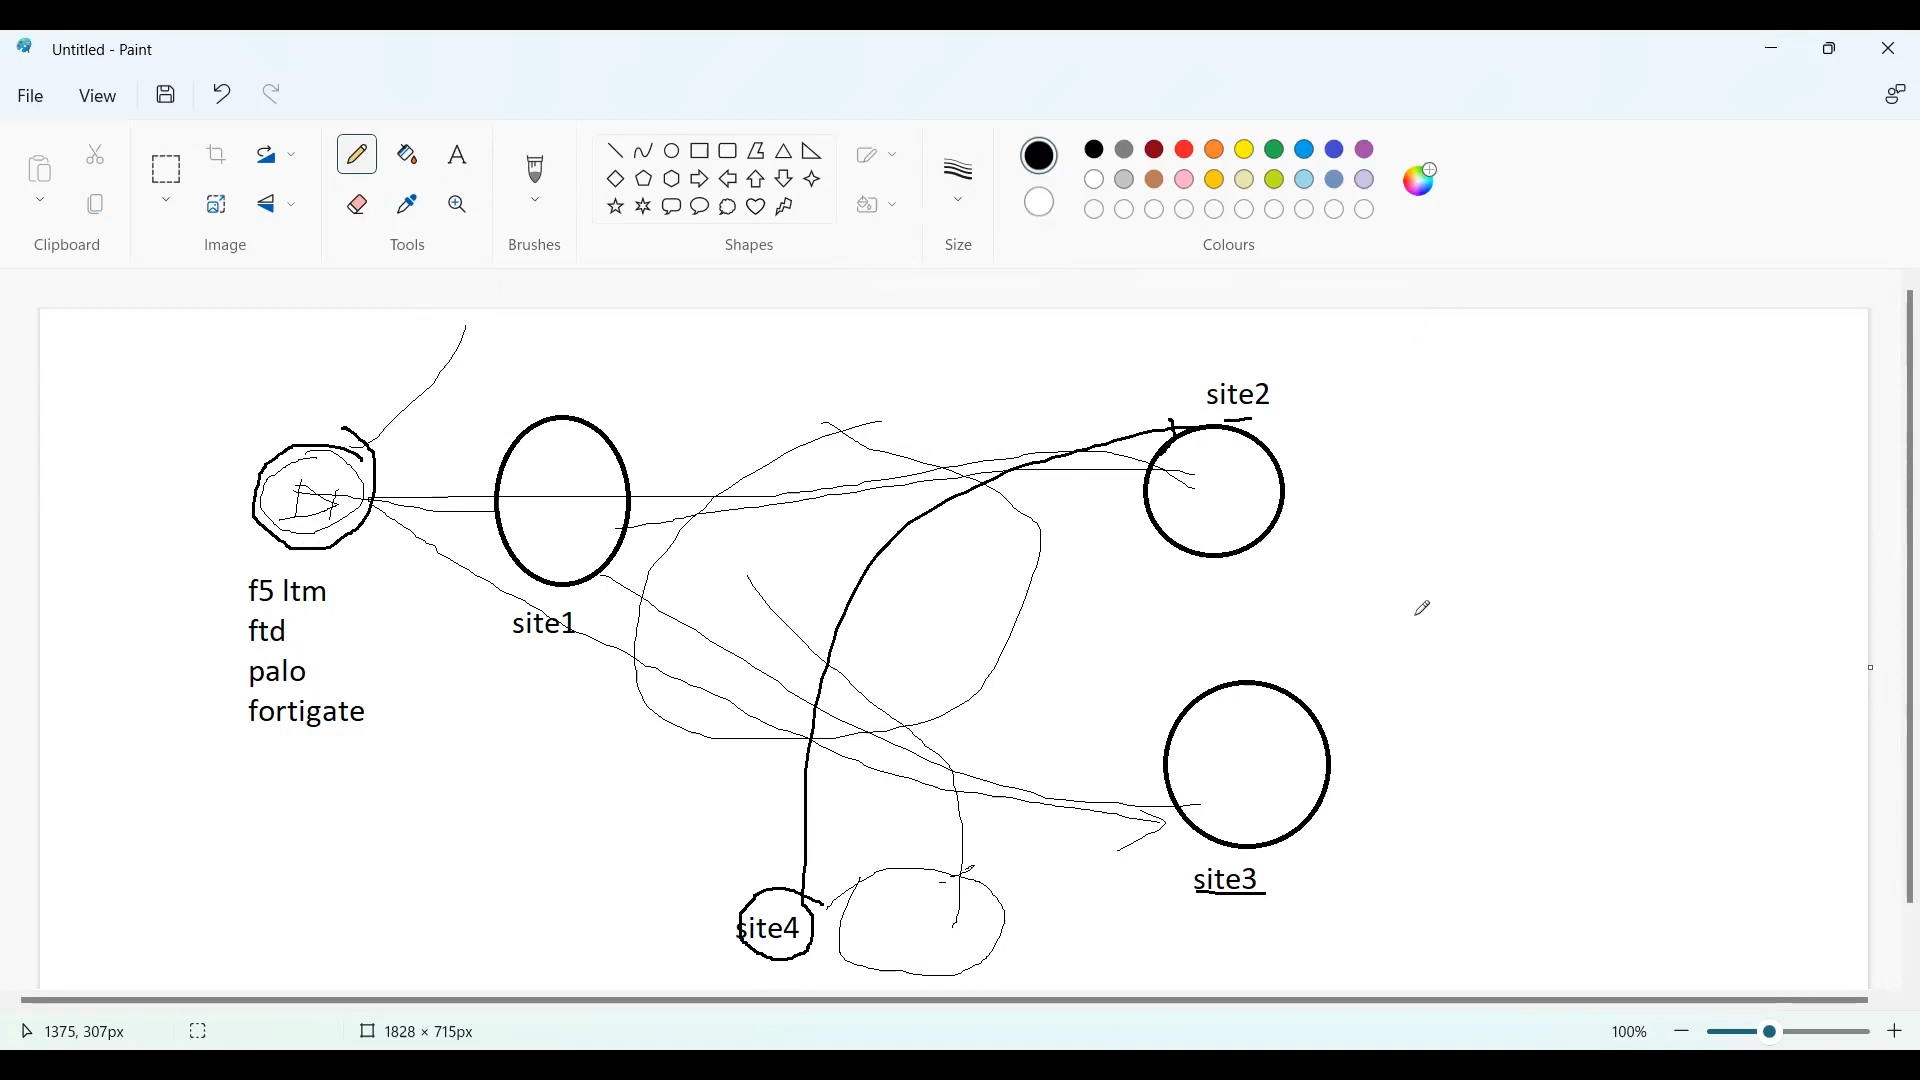 Untitled - Paint
File View
Clipboard
Image
Tools
Brushes
Shapes
Size
Colours
site2
f5 ltm
ftd
palo
fortigate
site1
site3
site4
1375, 307px
1828 × 715px
100%